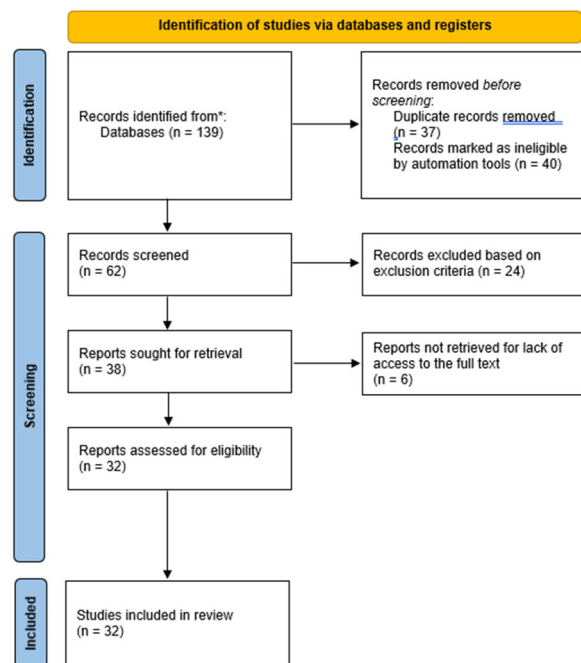 Identification of studies via databases and registers
Identification
Records identified from*:
Databases (n = 139)
Records removed before
screening:
Duplicate records removed
(n = 37)
Records marked as ineligible
by automation tools (n = 40)
Screening
Records screened
(n = 62)
Records excluded based on
exclusion criteria (n = 24)
Reports sought for retrieval
(n = 38)
Reports not retrieved for lack of
access to the full text
(n = 6)
Reports assessed for eligibility
(n = 32)
Included
Studies included in review
(n = 32)